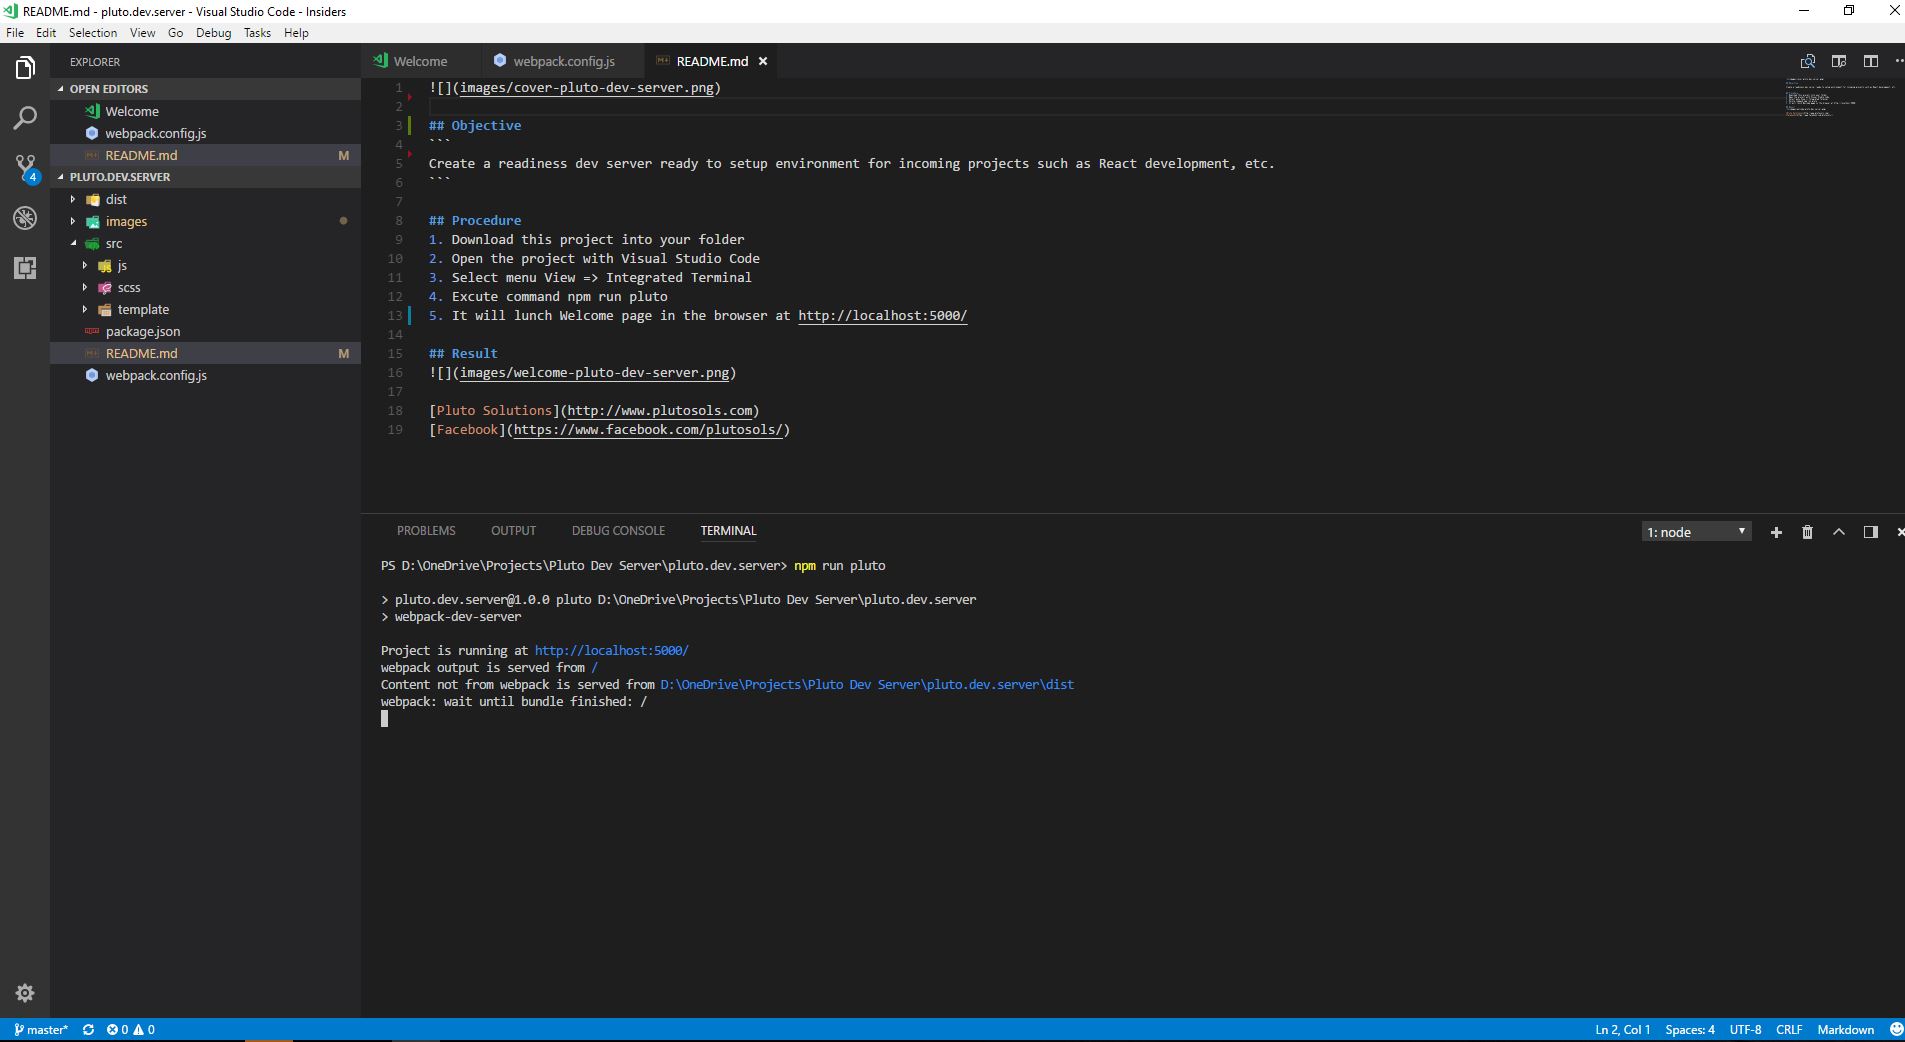 README.md - pluto.dev.server - Visual Studio Code - Insiders
File Edit Selection View Go Debug Tasks Help
EXPLORER
OPEN EDITORS
Welcome
webpack.config.js
README.md M
4
PLUTO.DEV.SERVER
dist
images
src
js
scss
template
package.json
README.md M
webpack.config.js
Welcome webpack.config.js README.md
1 ![](images/cover-pluto-dev-server.png)
2
3 ## Objective
4 ```
5 Create a readiness dev server ready to setup environment for incoming projects such as React development, etc.
6 ```
7
8 ## Procedure
9 1. Download this project into your folder
10 2. Open the project with Visual Studio Code
11 3. Select menu View => Integrated Terminal
12 4. Excute command npm run pluto
13 5. It will lunch Welcome page in the browser at http://localhost:5000/
14
15 ## Result
16 ![](images/welcome-pluto-dev-server.png)
17
18 [Pluto Solutions](http://www.plutosols.com)
19 [Facebook](https://www.facebook.com/plutosols/)
PROBLEMS OUTPUT DEBUG CONSOLE TERMINAL 1: node
PS D:\OneDrive\Projects\Pluto Dev Server\pluto.dev.server> npm run pluto
> pluto.dev.server@1.0.0 pluto D:\OneDrive\Projects\Pluto Dev Server\pluto.dev.server
> webpack-dev-server
Project is running at http://localhost:5000/
webpack output is served from /
Content not from webpack is served from D:\OneDrive\Projects\Pluto Dev Server\pluto.dev.server\dist
webpack: wait until bundle finished: /
master* 0 0 Ln 2, Col 1 Spaces: 4 UTF-8 CRLF Markdown